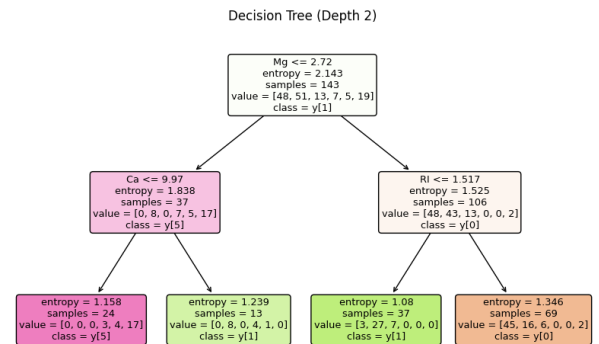 Decision Tree (Depth 2)
Mg <= 2.72
entropy = 2.143
samples = 143
value = [48, 51, 13, 7, 5, 19]
class = y[1]
Ca <= 9.97
entropy = 1.838
samples = 37
value = [0, 8, 0, 7, 5, 17]
class = y[5]
RI <= 1.517
entropy = 1.525
samples = 106
value = [48, 43, 13, 0, 0, 2]
class = y[0]
entropy = 1.158
samples = 24
value = [0, 0, 0, 3, 4, 17]
class = y[5]
entropy = 1.239
samples = 13
value = [0, 8, 0, 4, 1, 0]
class = y[1]
entropy = 1.08
samples = 37
value = [3, 27, 7, 0, 0, 0]
class = y[1]
entropy = 1.346
samples = 69
value = [45, 16, 6, 0, 0, 2]
class = y[0]